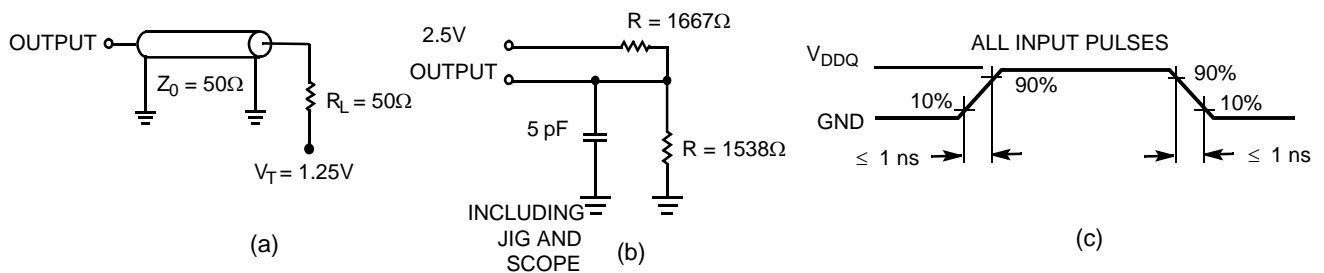 OUTPUT
Z0 = 50Ω
RL = 50Ω
VT = 1.25V
(a)
R = 1667Ω
2.5V
OUTPUT
5 pF
R = 1538Ω
INCLUDING
JIG AND
SCOPE
(b)
ALL INPUT PULSES
VDDQ
GND
10%
90%
90%
10%
≤ 1 ns
≤ 1 ns
(c)